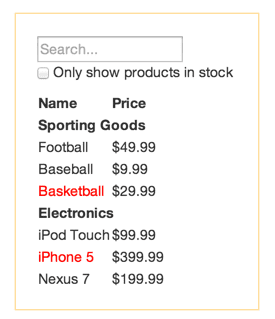 Search...
Only show products in stock
Name Price
Sporting Goods
Football $49.99
Baseball $9.99
Basketball $29.99
Electronics
iPod Touch $99.99
iPhone 5 $399.99
Nexus 7 $199.99